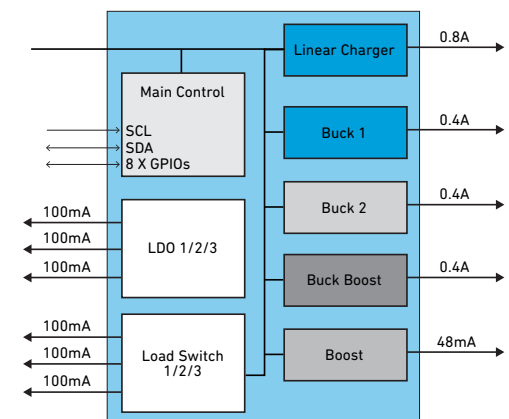 Linear Charger
0.8A
Main Control
SCL
SDA
8 X GPIOs
Buck 1
0.4A
Buck 2
0.4A
100mA
100mA
100mA
LDO 1/2/3
Buck Boost
0.4A
100mA
100mA
100mA
Load Switch
1/2/3
Boost
48mA